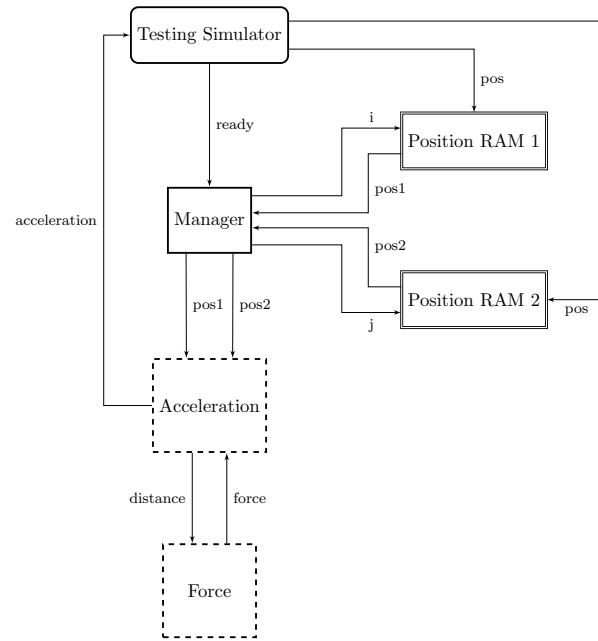 Testing Simulator
pos
ready
i
Position RAM 1
pos1
acceleration
Manager
pos2
Position RAM 2
pos
j
pos1
pos2
Acceleration
distance
force
Force